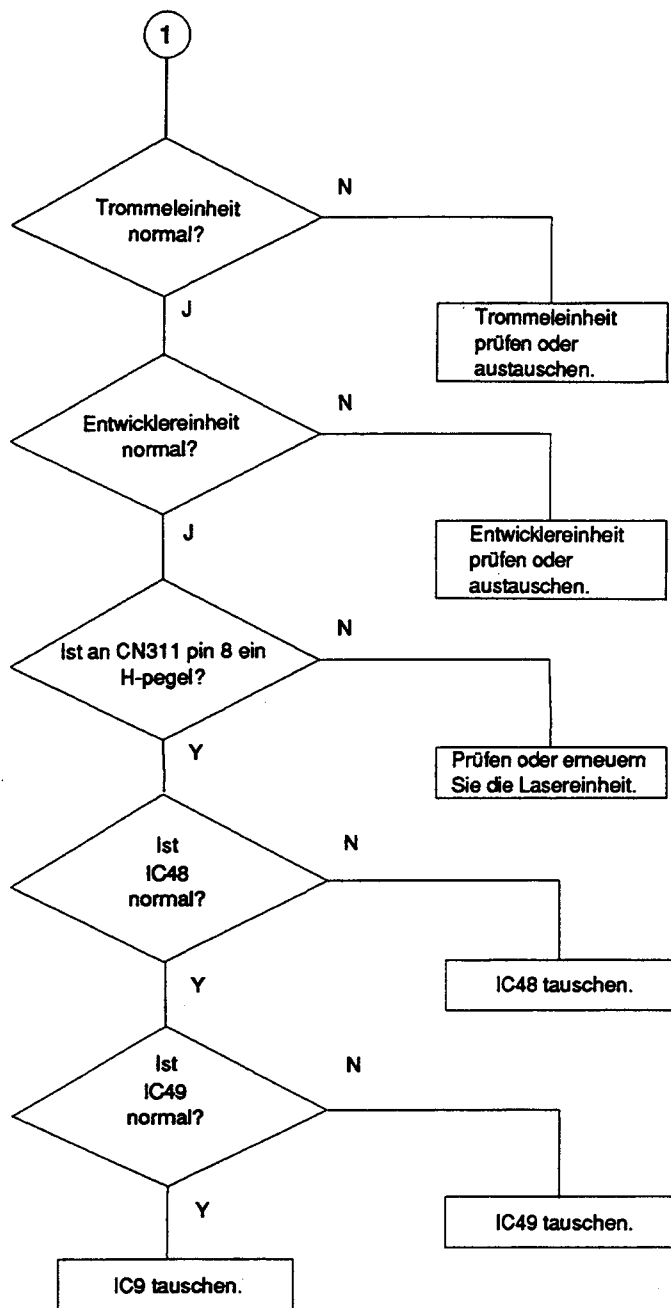 1
Trommeleinheit
normal?
N
J
Trommeleinheit
prüfen oder
austauschen.
Entwicklereinheit
normal?
N
J
Entwicklereinheit
prüfen oder
austauschen.
Ist an CN311 pin 8 ein
H-pegel?
N
Y
Prüfen oder erneuern
Sie die Lasereinheit.
Ist
IC48
normal?
N
Y
IC48 tauschen.
Ist
IC49
normal?
N
Y
IC49 tauschen.
IC9 tauschen.